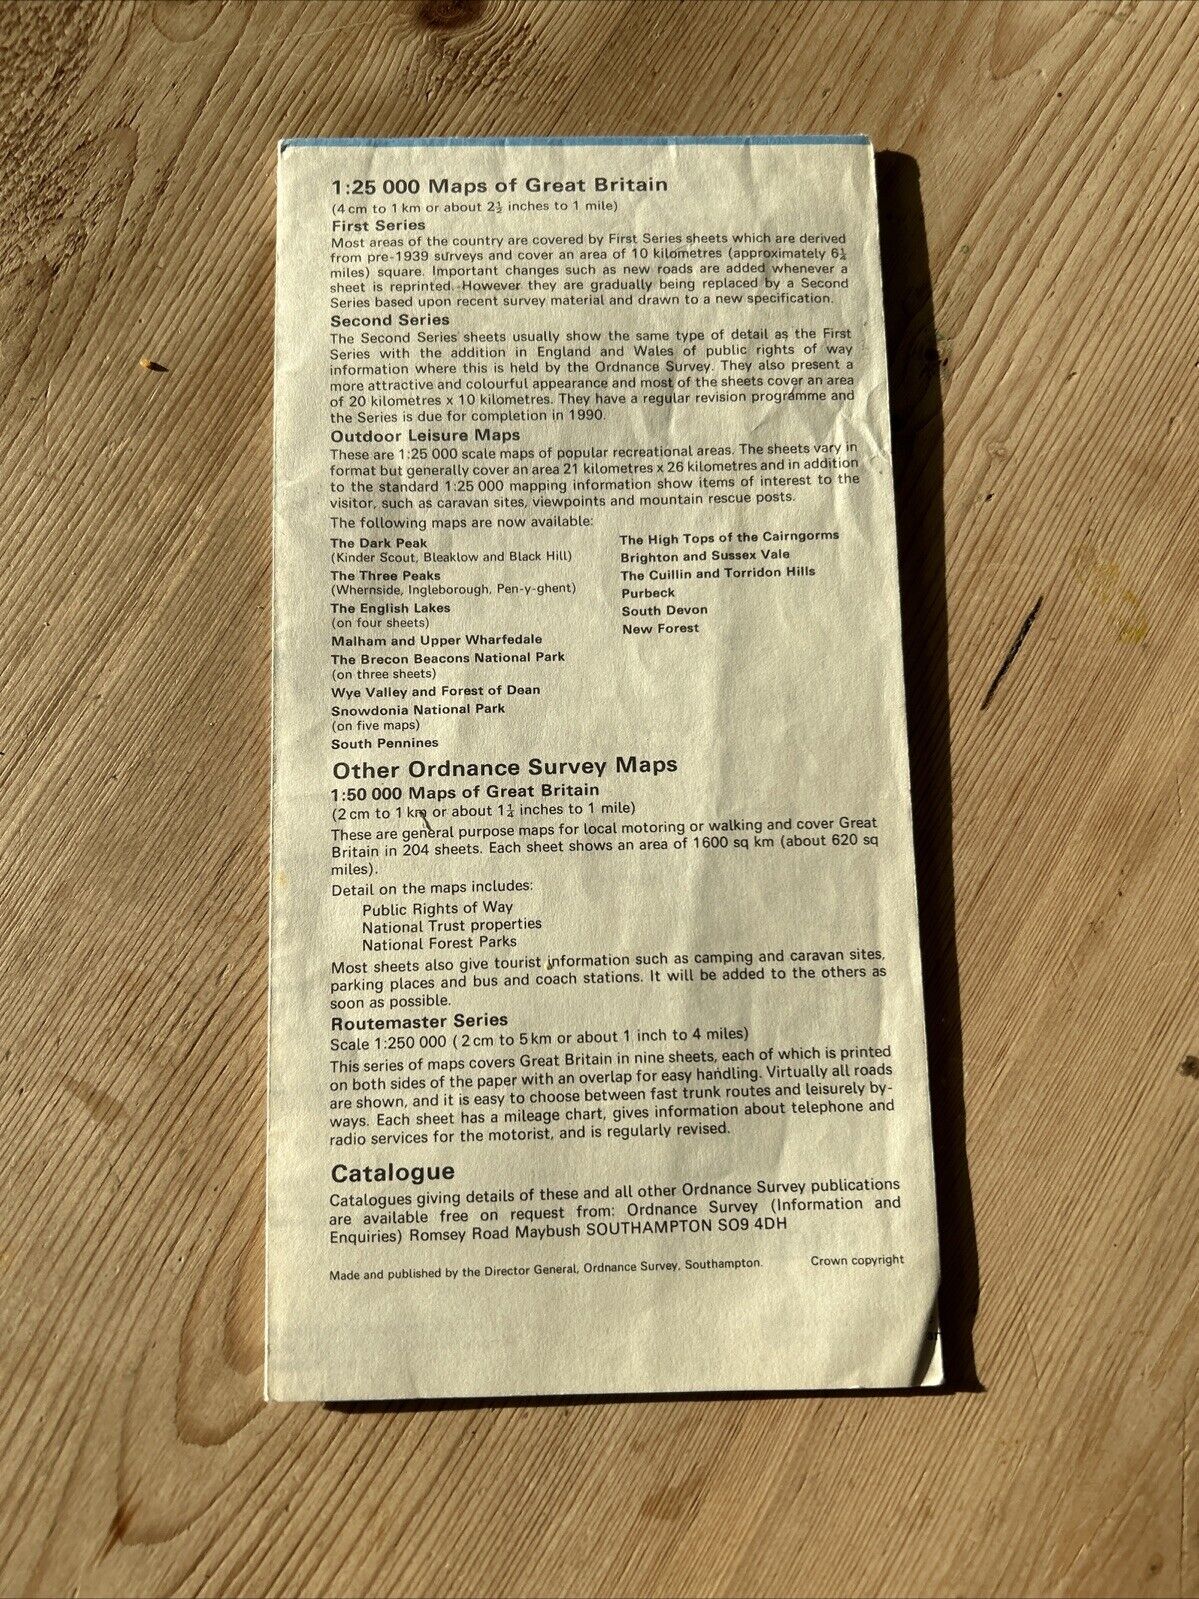 1:25 000 Maps of Great Britain
(4 cm to 1 km or about 2½ inches to 1 mile)
First Series
Most areas of the country are covered by First Series sheets which are derived
from pre-1939 surveys and cover an area of 10 kilometres (approximately 6¼
miles) square. Important changes such as new roads are added whenever a
sheet is reprinted. However they are gradually being replaced by a Second
Series based upon recent survey material and drawn to a new specification.
Second Series
The Second Series sheets usually show the same type of detail as the First
Series with the addition in England and Wales of public rights of way
information where this is held by the Ordnance Survey. They also present a
more attractive and colourful appearance and most of the sheets cover an area
of 20 kilometres x 10 kilometres. They have a regular revision programme and
the Series is due for completion in 1990.
Outdoor Leisure Maps
These are 1:25 000 scale maps of popular recreational areas. The sheets vary in
format but generally cover an area 21 kilometres x 26 kilometres and in addition
to the standard 1:25 000 mapping information show items of interest to the
visitor, such as caravan sites, viewpoints and mountain rescue posts.
The following maps are now available:
The Dark Peak
(Kinder Scout, Bleaklow and Black Hill)
The Three Peaks
(Whernside, Ingleborough, Pen-y-ghent)
The English Lakes
(on four sheets)
Malham and Upper Wharfedale
The Brecon Beacons National Park
(on three sheets)
Wye Valley and Forest of Dean
Snowdonia National Park
(on five maps)
South Pennines
The High Tops of the Cairngorms
Brighton and Sussex Vale
The Cuillin and Torridon Hills
Purbeck
South Devon
New Forest
Other Ordnance Survey Maps
1:50 000 Maps of Great Britain
(2 cm to 1 km or about 1¼ inches to 1 mile)
These are general purpose maps for local motoring or walking and cover Great
Britain in 204 sheets. Each sheet shows an area of 1600 sq km (about 620 sq
miles).
Detail on the maps includes:
Public Rights of Way
National Trust properties
National Forest Parks
Most sheets also give tourist information such as camping and caravan sites,
parking places and bus and coach stations. It will be added to the others as
soon as possible.
Routemaster Series
Scale 1:250 000 (2 cm to 5 km or about 1 inch to 4 miles)
This series of maps covers Great Britain in nine sheets, each of which is printed
on both sides of the paper with an overlap for easy handling. Virtually all roads
are shown, and it is easy to choose between fast trunk routes and leisurely by-
ways. Each sheet has a mileage chart, gives information about telephone and
radio services for the motorist, and is regularly revised.
Catalogue
Catalogues giving details of these and all other Ordnance Survey publications
are available free on request from: Ordnance Survey (Information and
Enquiries) Romsey Road Maybush SOUTHAMPTON SO9 4DH
Made and published by the Director General, Ordnance Survey, Southampton. Crown copyright